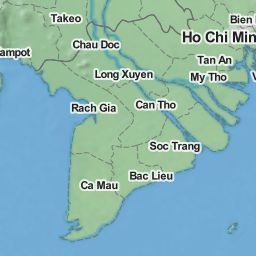 Takeo
Bien
Ho Chi Min
Chau Doc
ampot
Tan An
Long Xuyen
My Tho
V
Rach Gia
Can Tho
Soc Trang
Bac Lieu
Ca Mau